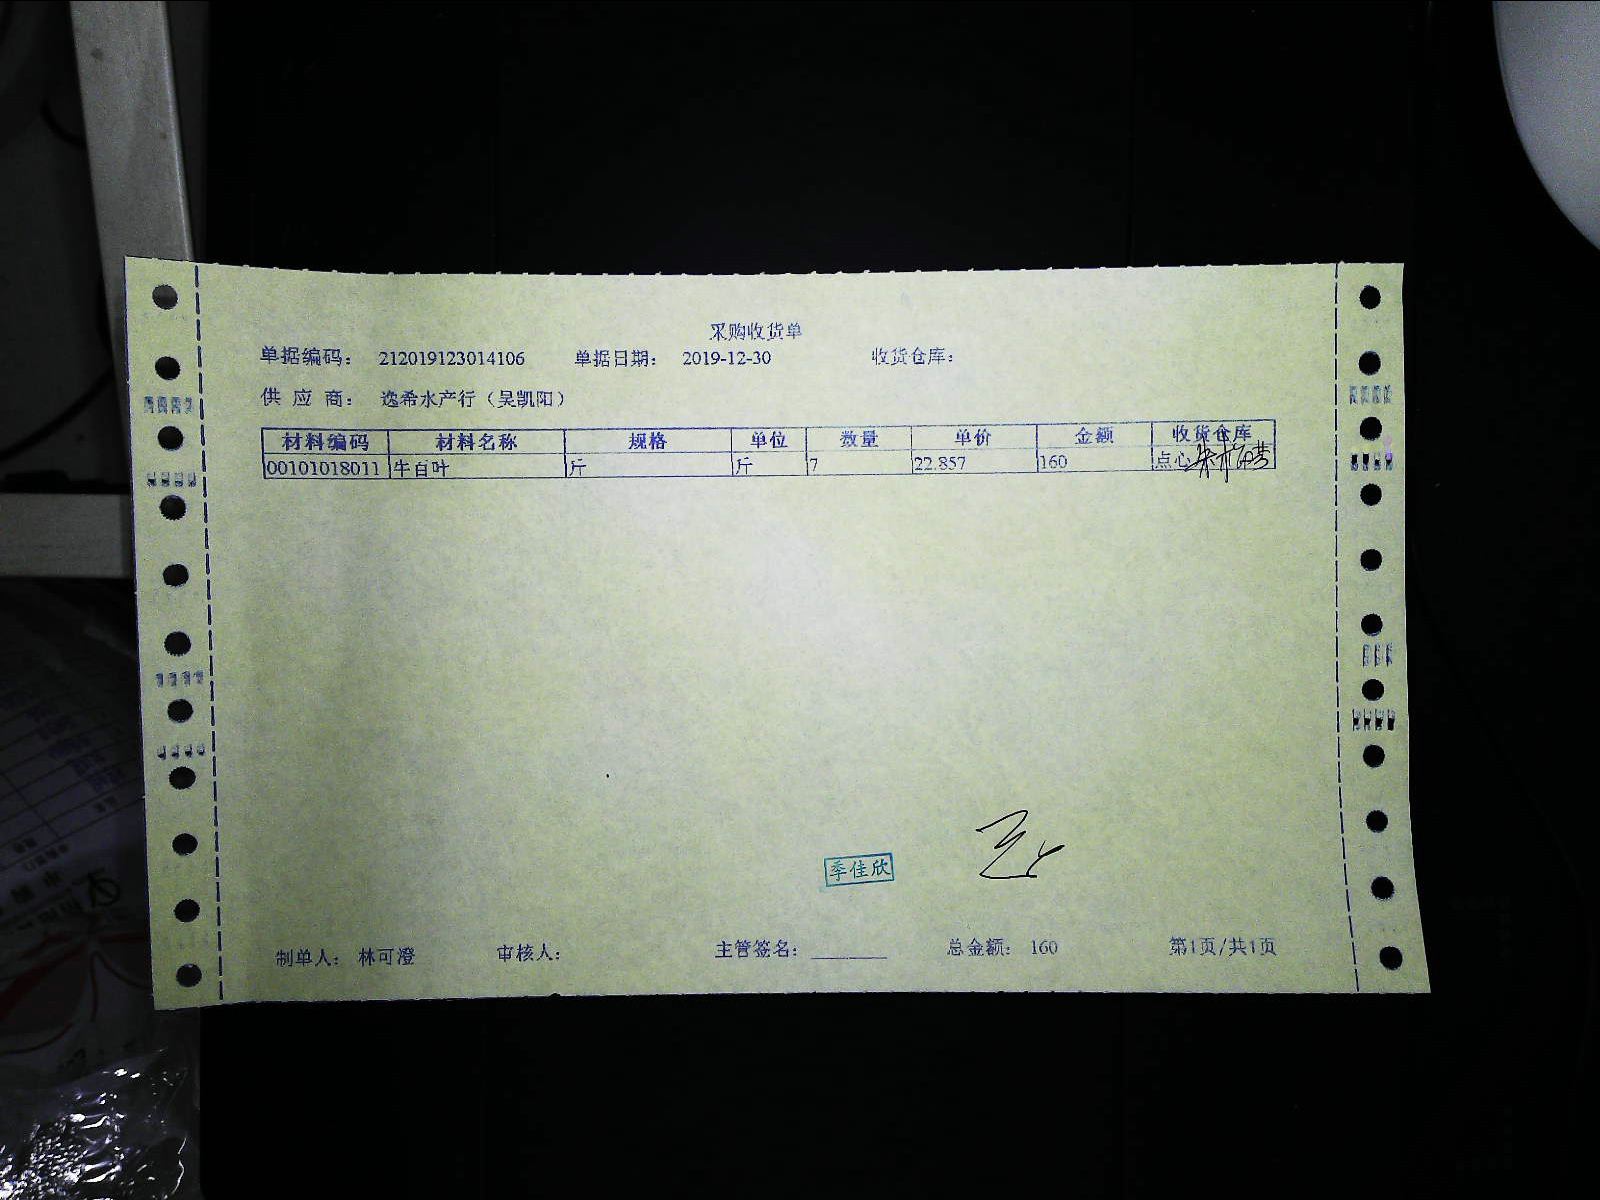 采购收货单
单据编码： 212019123014106 单据日期： 2019-12-30 收货仓库：
供 应 商： 逸希水产行（吴凯阳）
材料编码 材料名称 规格 单位 数量 单价 金额 收货仓库
00101018011 牛百叶 斤 斤 7 22.857 160 点心
季佳欣
制单人： 林可澄 审核人： 主管签名： 总金额： 160 第1页/共1页